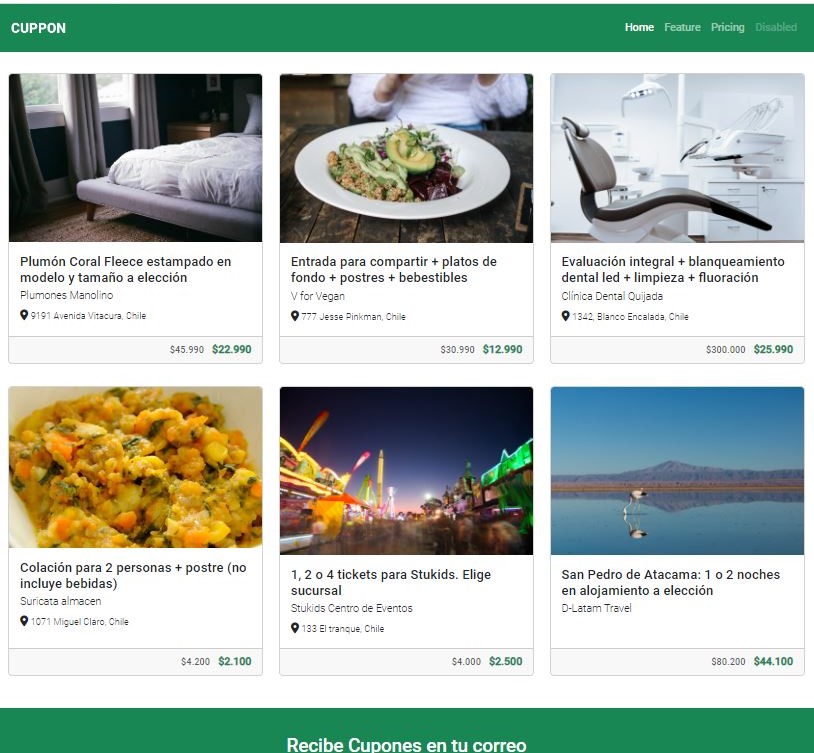 CUPPON
Home Feature Pricing Disabled
Plumón Coral Fleece estampado en
modelo y tamaño a elección
Plumones Manolino
9191 Avenida Vitacura, Chile
$45.990 $22.990
Entrada para compartir + platos de
fondo + postres + bebestibles
V for Vegan
777 Jesse Pinkman, Chile
$30.990 $12.990
Evaluación integral + blanqueamiento
dental led + limpieza + fluoración
Clínica Dental Quijada
1342, Blanco Encalada, Chile
$300.000 $25.990
Colación para 2 personas + postre (no
incluye bebidas)
Suricata almacen
1071 Miguel Claro, Chile
$4.200 $2.100
1, 2 o 4 tickets para Stukids. Elige
sucursal
Stukids Centro de Eventos
133 El tranque, Chile
$4.000 $2.500
San Pedro de Atacama: 1 o 2 noches
en alojamiento a elección
D-Latam Travel
$80.200 $44.100
Recibe Cupones en tu correo